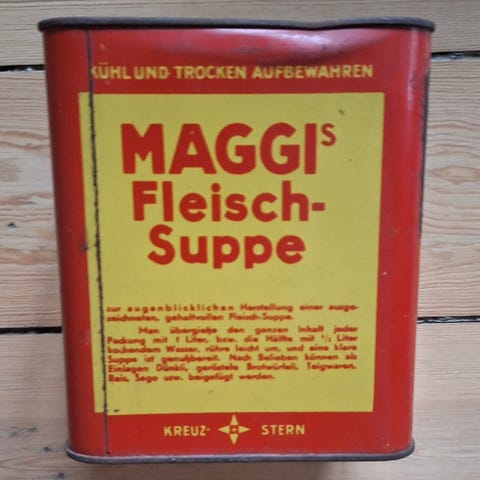 KÜHL UND TROCKEN AUFBEWAHREN
MAGGIs
Fleisch-
Suppe
zur augenblicklichen Herstellung einer ausge-
zeichneten, gehaltvollen Fleisch-Suppe.
Man übergieße den ganzen Inhalt jeder
Packung mit 1 Liter, bzw. die Hälfte mit ½ Liter
kochendem Wasser, rühre leicht um, und eine klare
Suppe ist genußbereit. Nach Belieben können als
Einlagen Dünkli, geröstete Brotwürfeli, Teigwaren,
Reis, Sago usw. beigefügt werden.
KREUZ- STERN